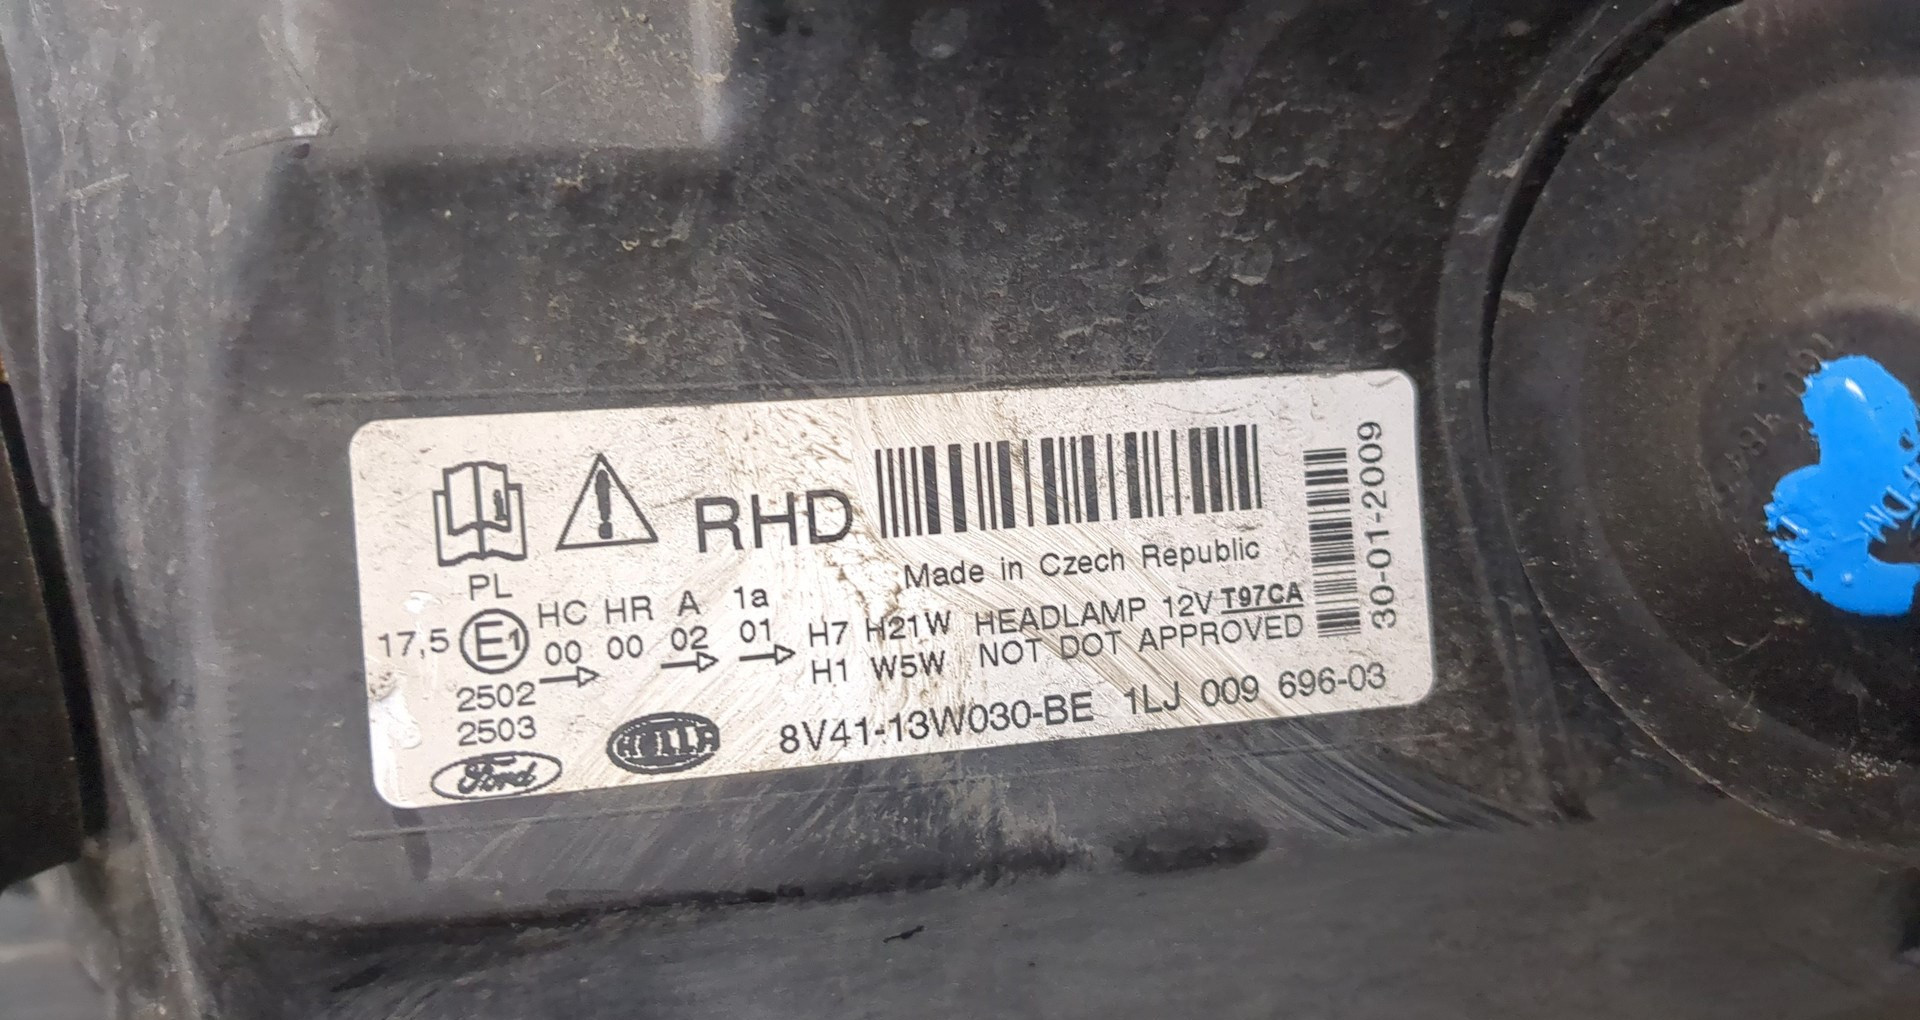 RHD
Made in Czech Republic
PL
17,5 E1 HC HR A 1a
00 00 02 01
2502
2503
H7 H21W HEADLAMP 12V T97CA
H1 W5W NOT DOT APPROVED
Ford HELLA 8V41-13W030-BE 1LJ 009 696-03
30-01-2009